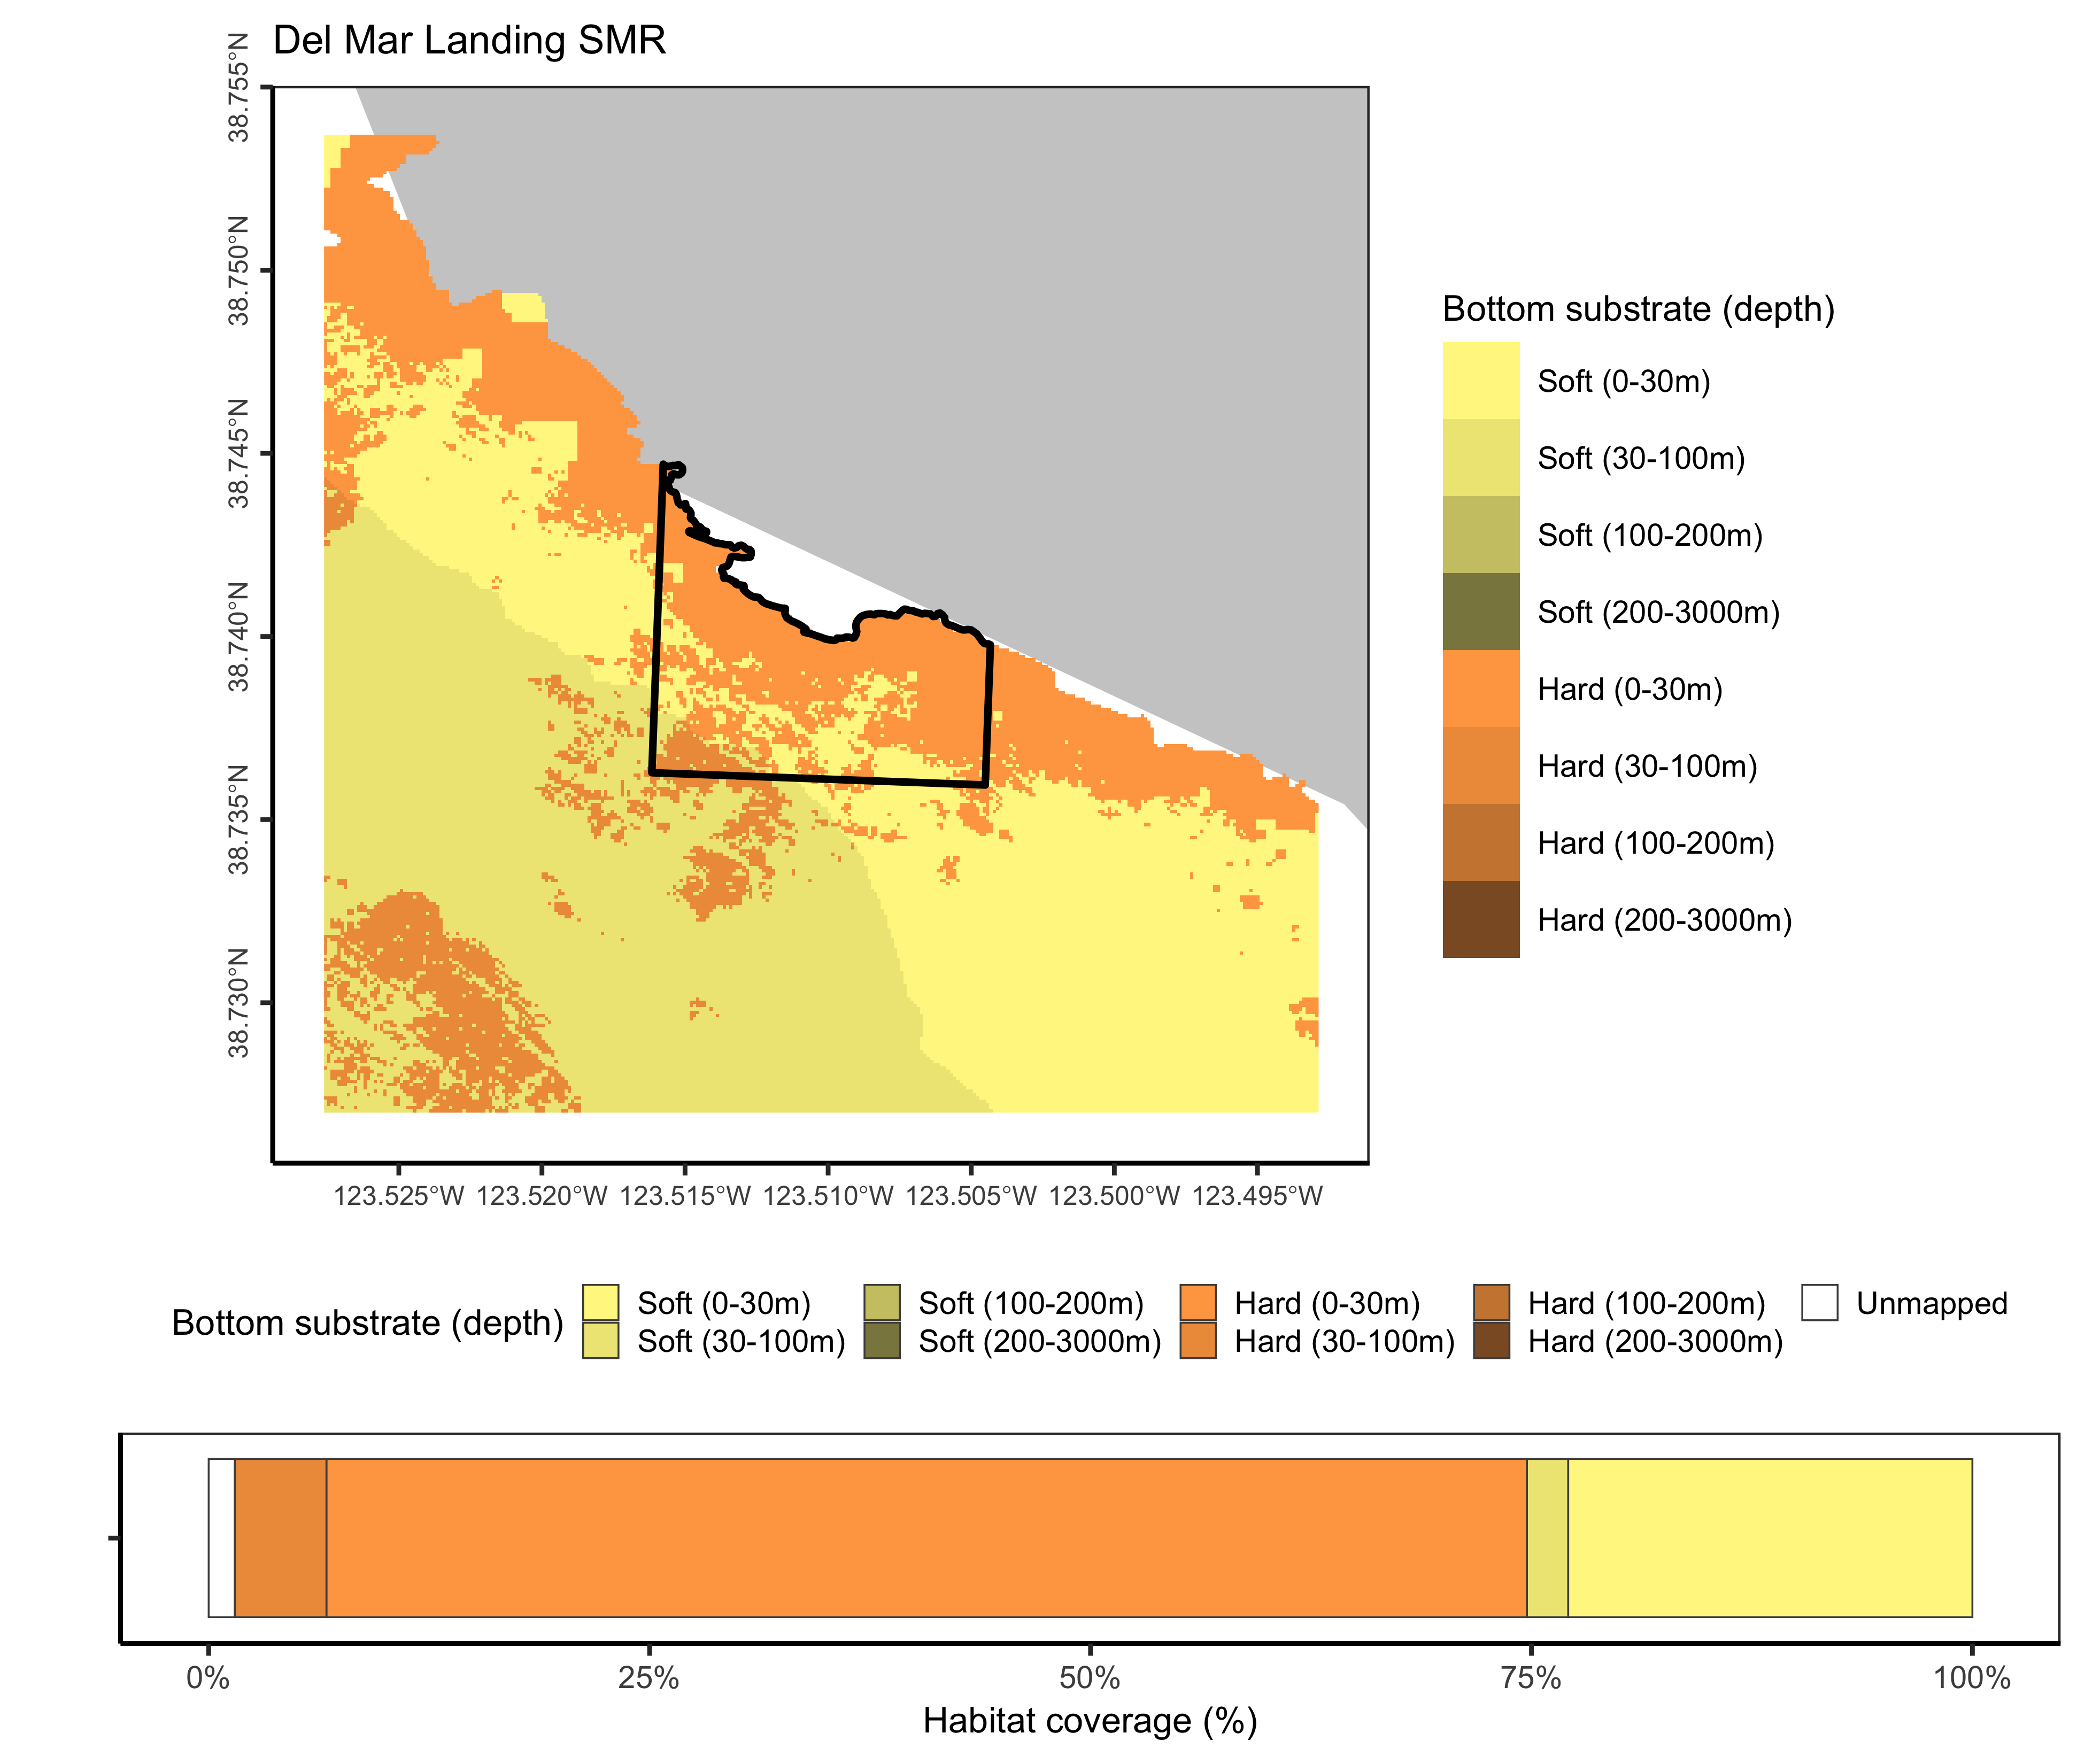 Del Mar Landing SMR
38.755°N
38.750°N
38.745°N
38.740°N
38.735°N
38.730°N
123.525°W 123.520°W 123.515°W 123.510°W 123.505°W 123.500°W 123.495°W
Bottom substrate (depth)
Soft (0-30m)
Soft (30-100m)
Soft (100-200m)
Soft (200-3000m)
Hard (0-30m)
Hard (30-100m)
Hard (100-200m)
Hard (200-3000m)
Bottom substrate (depth)
Soft (0-30m) Soft (100-200m) Hard (0-30m) Hard (100-200m) Unmapped
Soft (30-100m) Soft (200-3000m) Hard (30-100m) Hard (200-3000m)
0% 25% 50% 75% 100%
Habitat coverage (%)